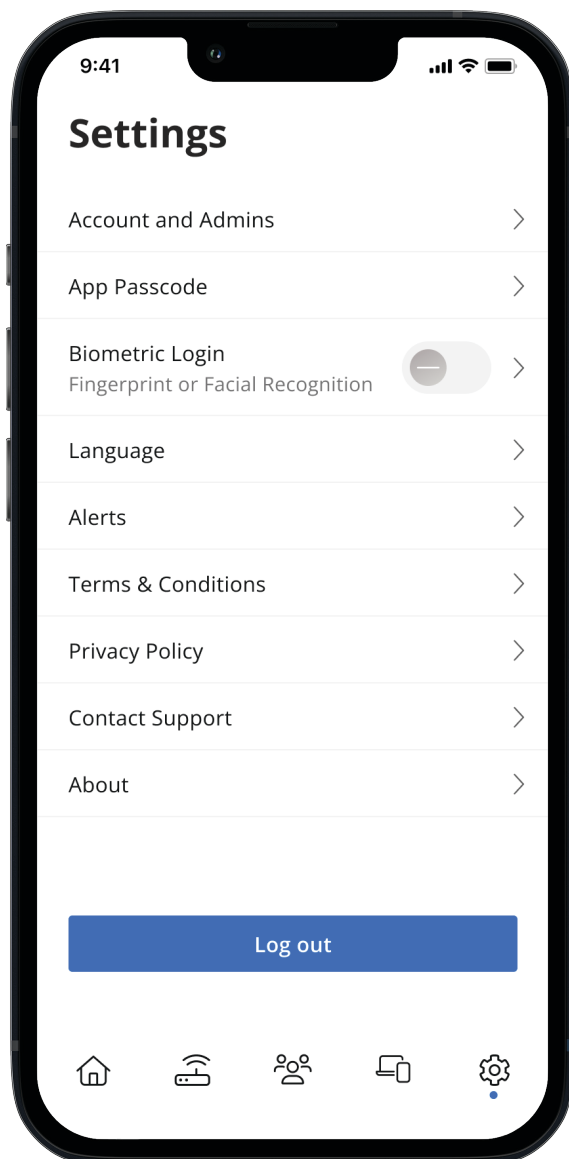 9:41
Settings
Account and Admins
App Passcode
Biometric Login
Fingerprint or Facial Recognition
Language
Alerts
Terms & Conditions
Privacy Policy
Contact Support
About
Log out